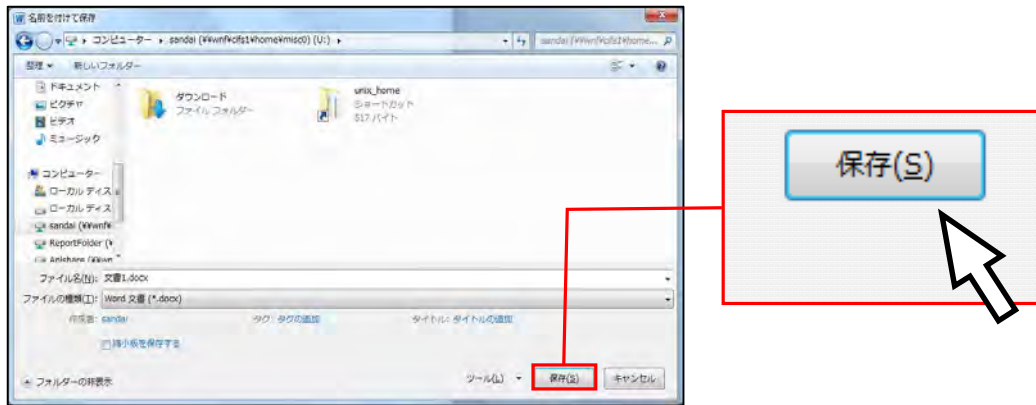 名前を付けて保存
コンピューター ▸ sandai (¥¥wnf¥cifs1¥home¥misc0) (U:) ▸
sandai (¥¥wnf¥cifs1¥home...
整理 新しいフォルダー
ドキュメント
ピクチャ
ビデオ
ミュージック
コンピューター
ローカル ディス
ローカル ディス
sandai (¥¥wnf¥
ReportFolder (¥
ダウンロード
ファイル フォルダー
unix_home
ショートカット
517 バイト
ファイル名(N): 文書1.docx
ファイルの種類(T): Word 文書 (*.docx)
作成者: sandai タグ: タグの追加 タイトル: タイトルの追加
縮小版を保存する
フォルダーの非表示
ツール(L) 保存(S) キャンセル
保存(S)